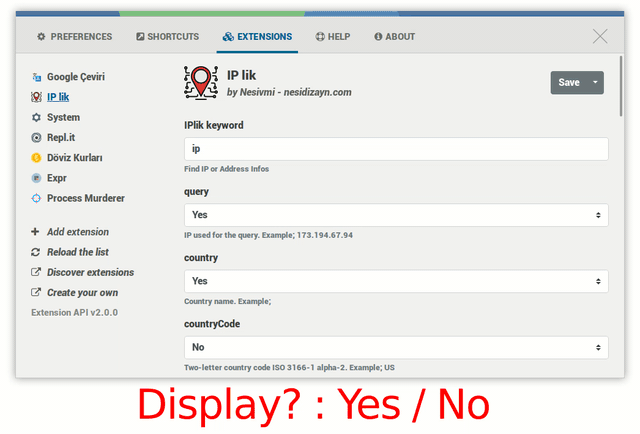 PREFERENCES SHORTCUTS EXTENSIONS HELP ABOUT
Google Çeviri
IP lik
System
Repl.it
Döviz Kurları
Expr
Process Murderer
Add extension
Reload the list
Discover extensions
Create your own
Extension API v2.0.0
IP lik
by Nesivmi - nesidizayn.com
Save
IPlik keyword
ip
Find IP or Address Infos
query
Yes
IP used for the query. Example; 173.194.67.94
country
Yes
Country name. Example;
countryCode
No
Two-letter country code ISO 3166-1 alpha-2. Example; US
Display? : Yes / No